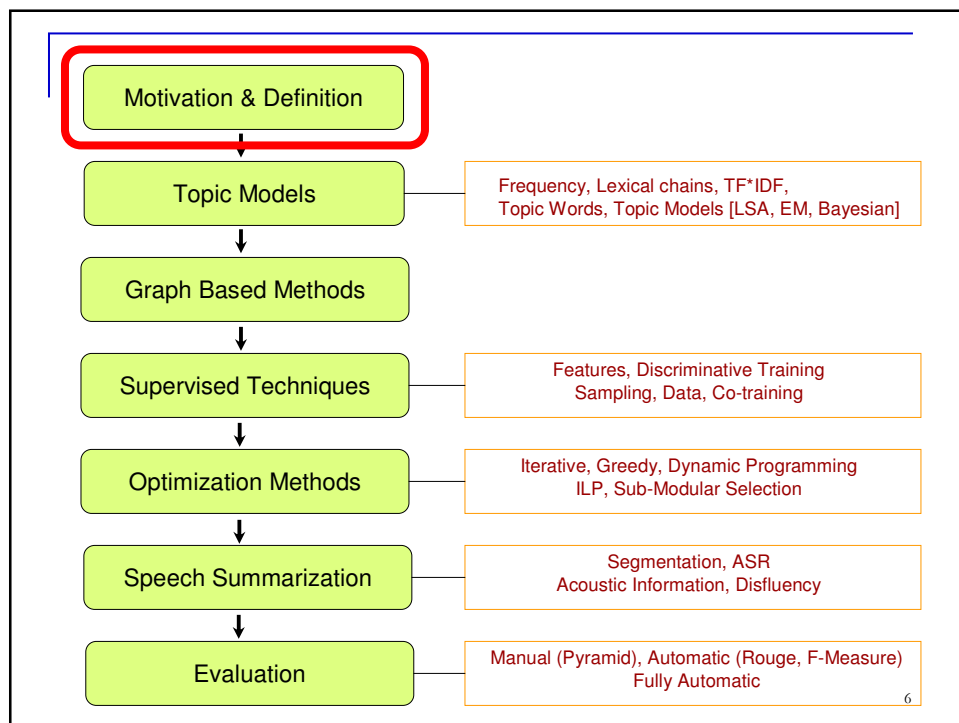 Motivation & Definition
Topic Models
Frequency, Lexical chains, TF*IDF,
Topic Words, Topic Models [LSA, EM, Bayesian]
Graph Based Methods
Supervised Techniques
Features, Discriminative Training
Sampling, Data, Co-training
Optimization Methods
Iterative, Greedy, Dynamic Programming
ILP, Sub-Modular Selection
Speech Summarization
Segmentation, ASR
Acoustic Information, Disfluency
Evaluation
Manual (Pyramid), Automatic (Rouge, F-Measure)
Fully Automatic
6